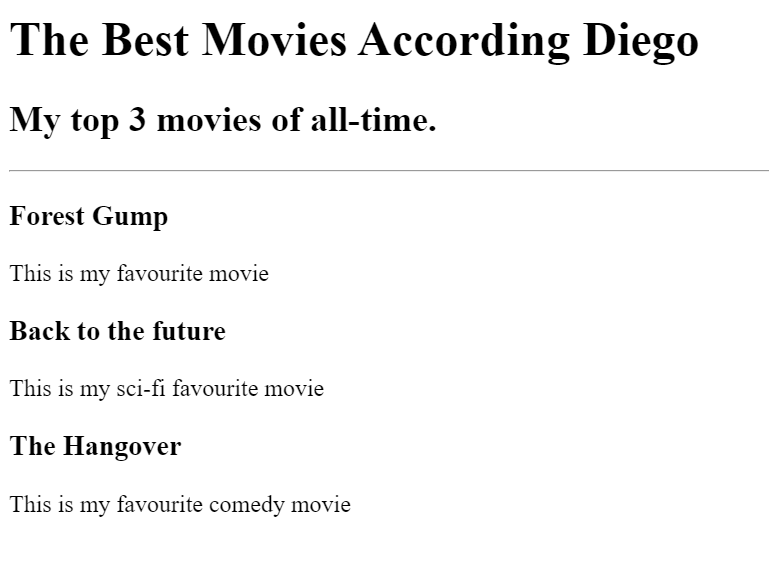 The Best Movies According Diego
My top 3 movies of all-time.
Forest Gump
This is my favourite movie
Back to the future
This is my sci-fi favourite movie
The Hangover
This is my favourite comedy movie